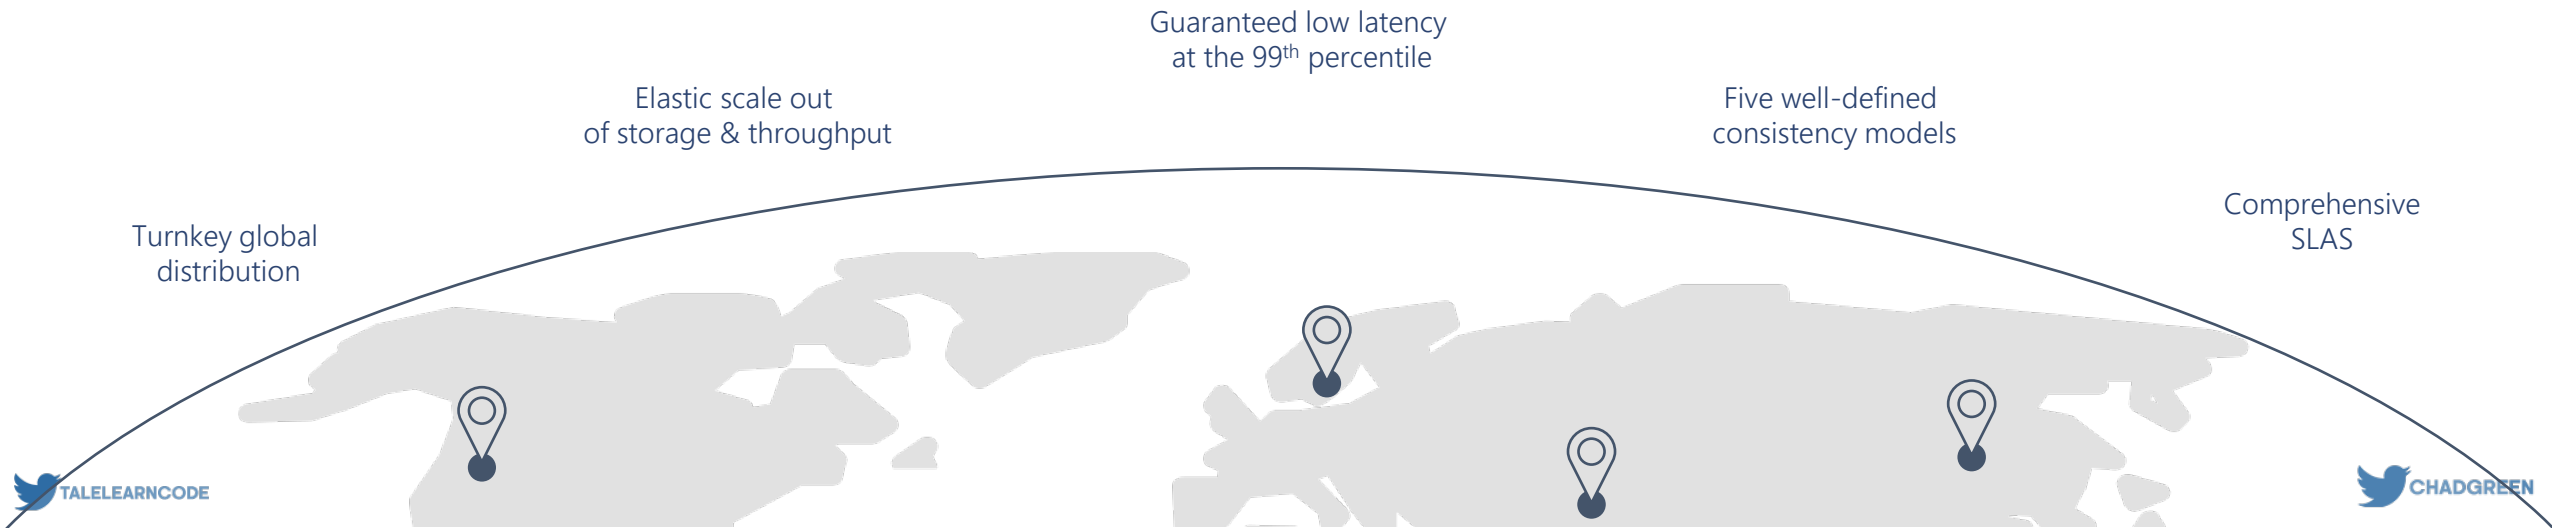 Guaranteed low latency
at the 99th percentile
Elastic scale out
of storage & throughput
Five well-defined
consistency models
Turnkey global
distribution
Comprehensive
SLAS
TALELEARNCODE
CHADGREEN